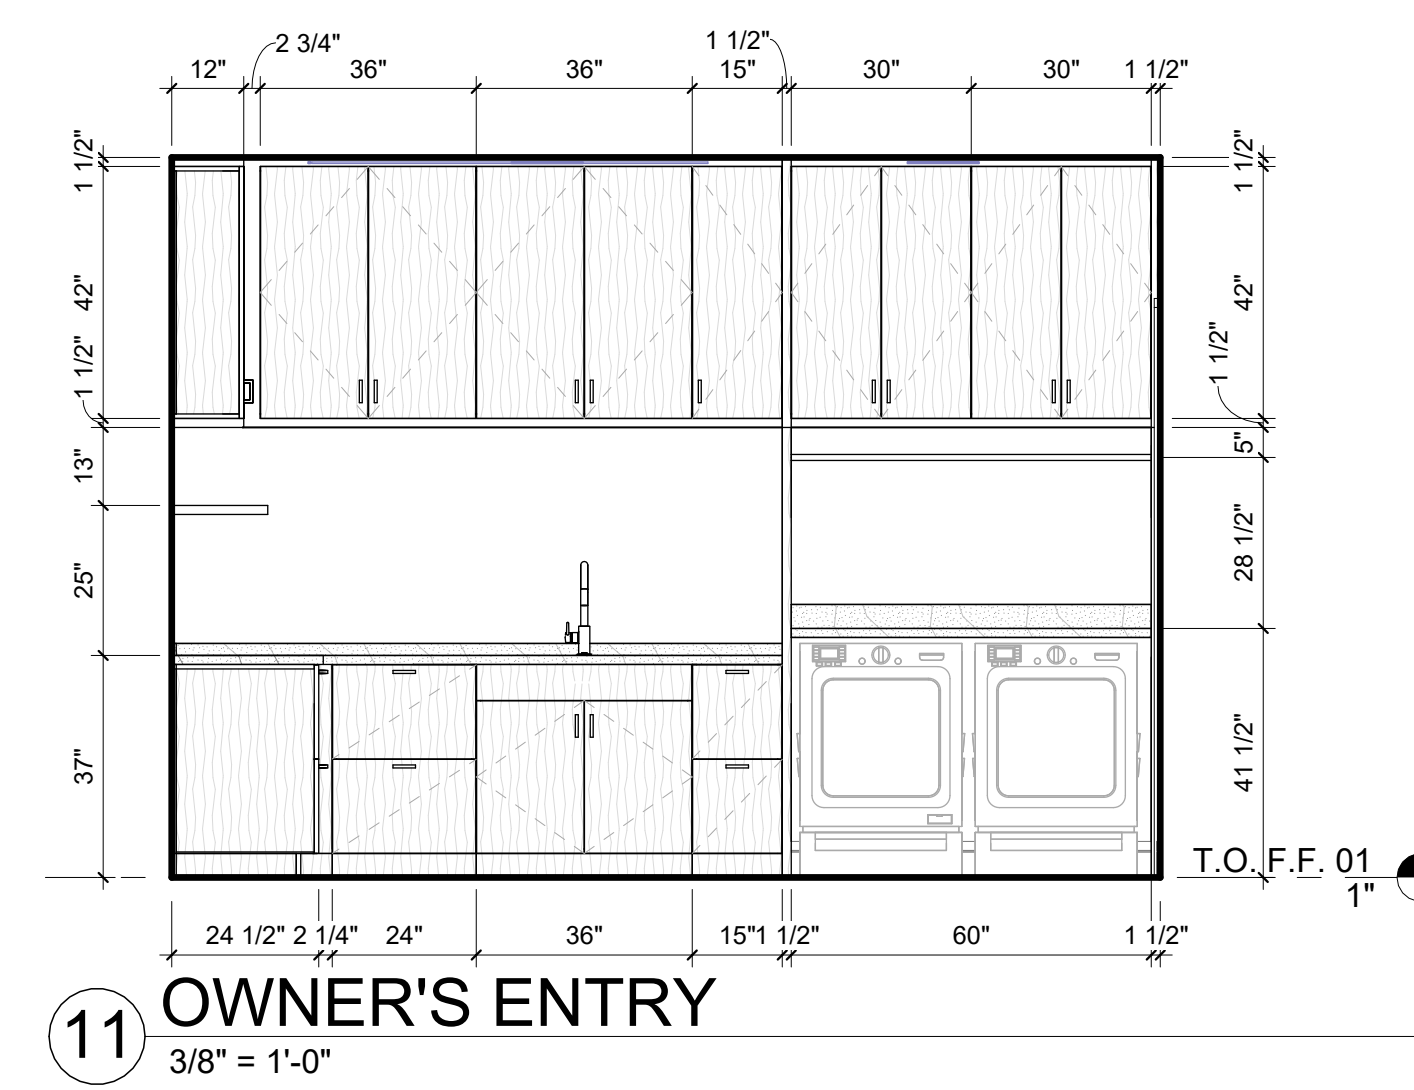 2 3/4" 1 1/2"
12" 36" 36" 15" 30" 30" 1 1/2"
1 1/2"
42"
1 1/2"
13"
25"
37"
1 1/2"
42"
1 1/2"
5"
28 1/2"
41 1/2"
T.O. F.F. 01
1"
24 1/2" 2 1/4" 24" 36" 15" 1 1/2" 60" 1 1/2"
11 OWNER'S ENTRY
3/8" = 1'-0"